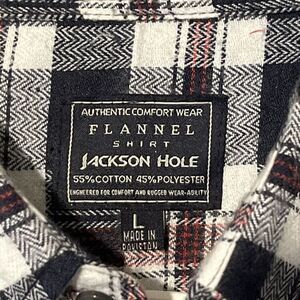 AUTHENTIC COMFORT WEAR
FLANNEL
SHIRT
JACKSON HOLE
55% COTTON 45% POLYESTER
ENGINEERED FOR COMFORT AND RUGGED WEAR-ABILITY
L
MADE IN
PAKISTAN